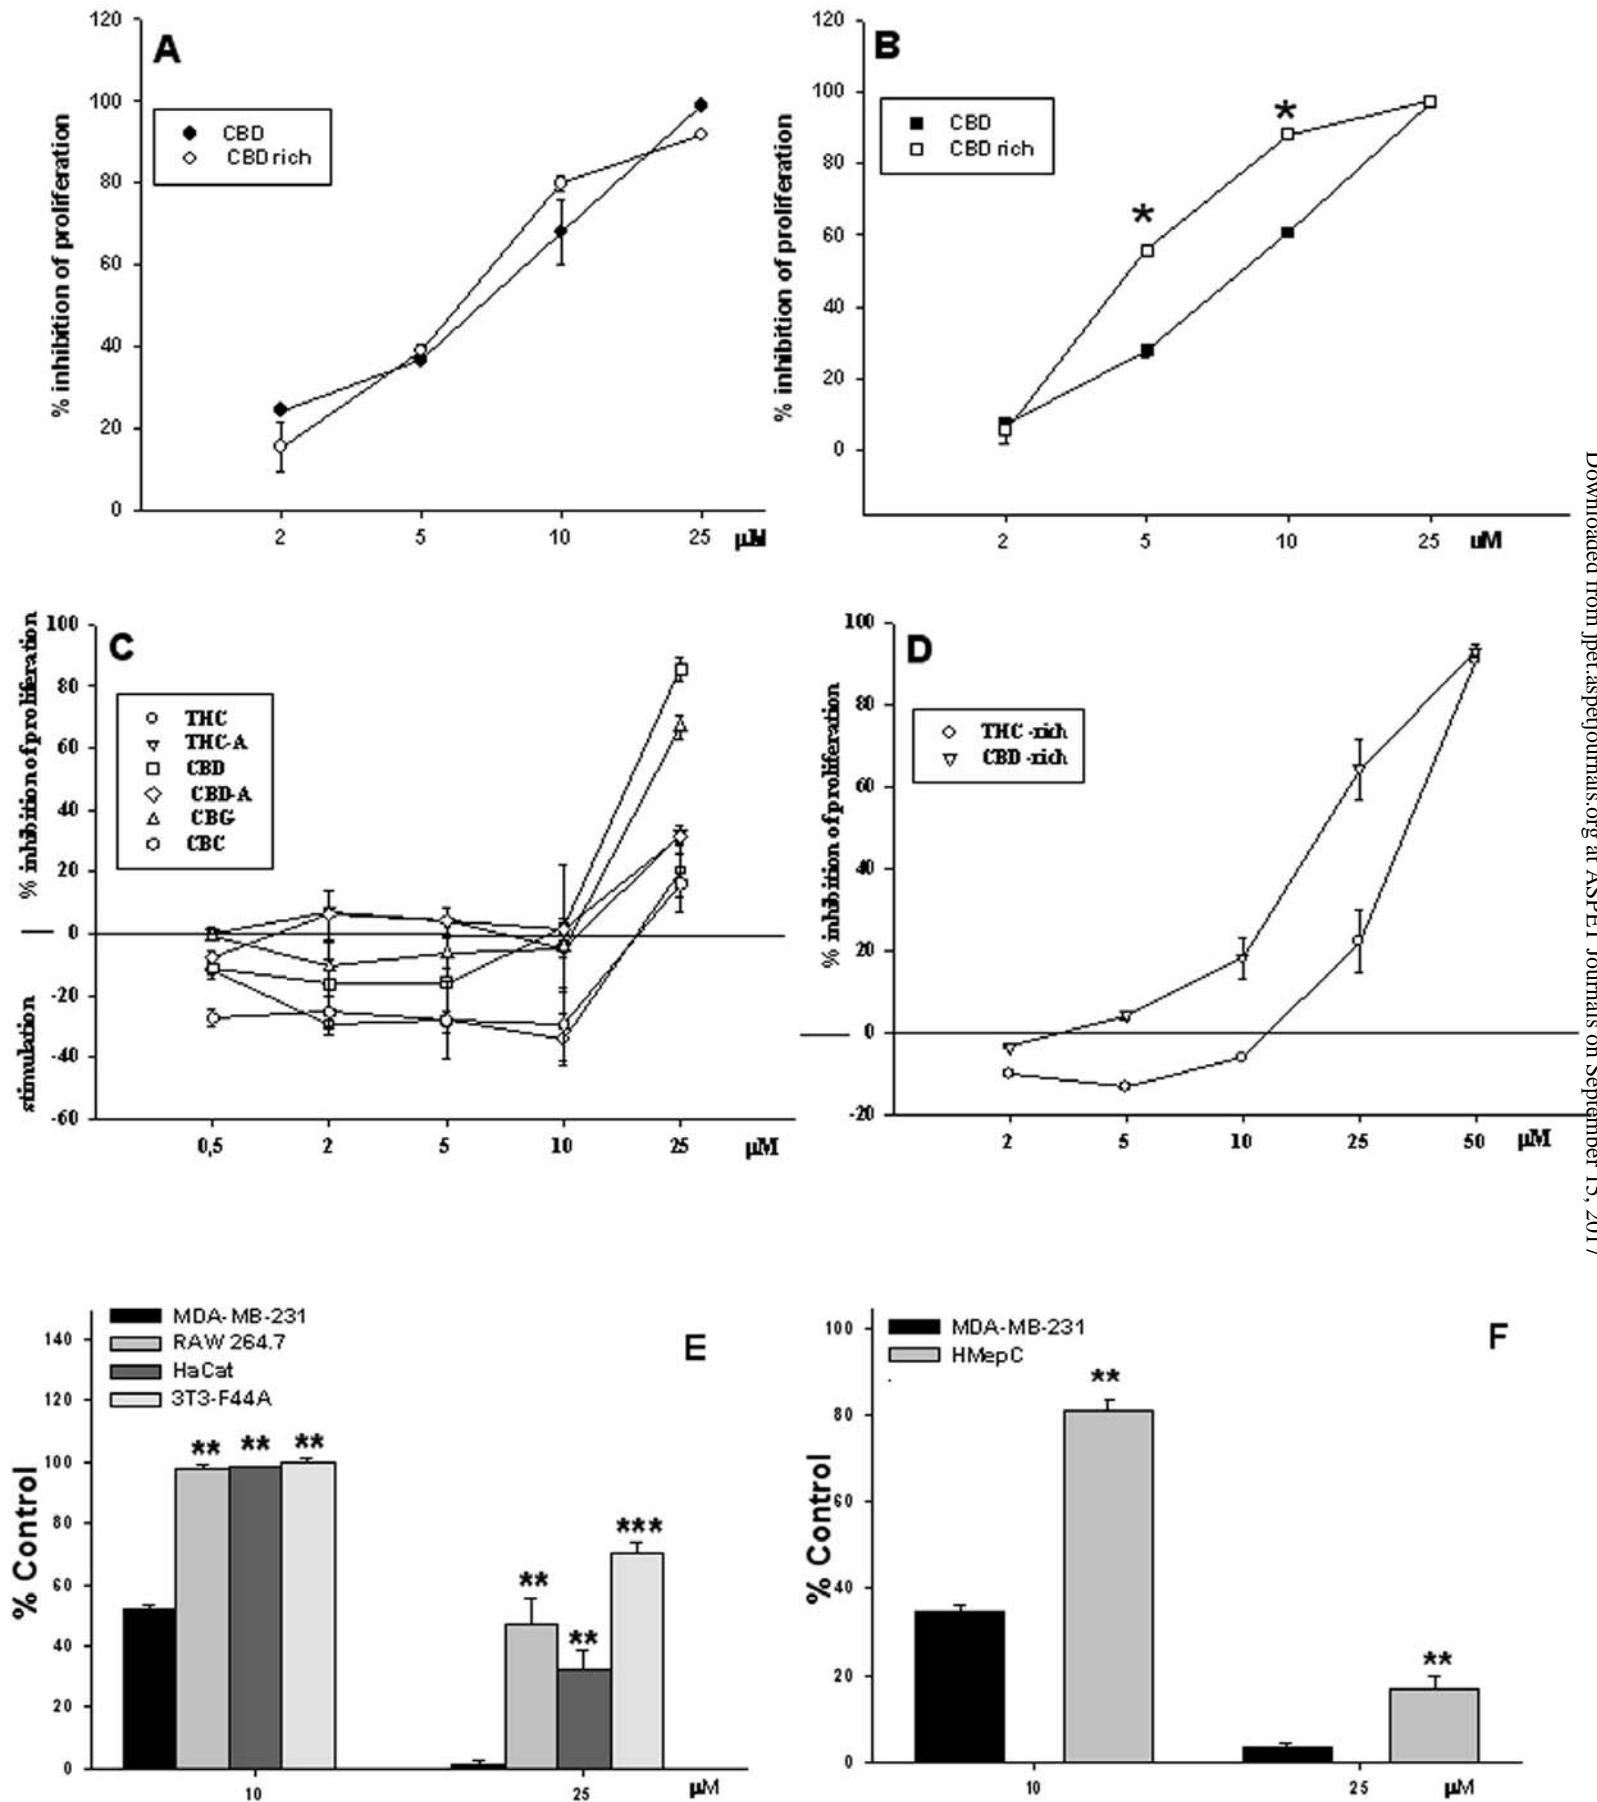 A
120
100
80
60
40
20
0
% inhibition of proliferation
CBD
CBD rich
2 5 10 25 µM
B
120
100
80
60
40
20
0
% inhibition of proliferation
CBD
CBD rich
*
*
2 5 10 25 uM
C
100
80
60
40
20
0
-20
-40
-60
% inhibition of proliferation
stimulation
THC
THC-A
CBD
CBD-A
CBG
CBC
0,5 2 5 10 25 µM
D
100
80
60
40
20
0
-20
% inhibition of proliferation
THC-rich
CBD-rich
2 5 10 25 50 µM
E
140
120
100
80
60
40
20
0
% Control
MDA-MB-231
RAW 264.7
HaCat
3T3-F44A
** ** **
** ** ***
10 25 µM
F
100
80
60
40
20
0
% Control
MDA-MB-231
HMepC
**
**
10 25 µM
Downloaded from jpet.aspetjournals.org at ASPET Journals on September 15, 2017